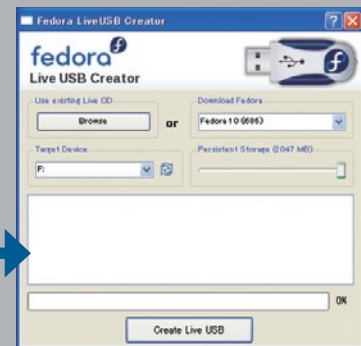 Fedora LiveUSB Creator
fedora f
Live USB Creator
Use existing Live CD
Browse
or
Download Fedora
Fedora 10 (i686)
Target Device
F:
Persistent Storage (2047 MB)
0%
Create Live USB